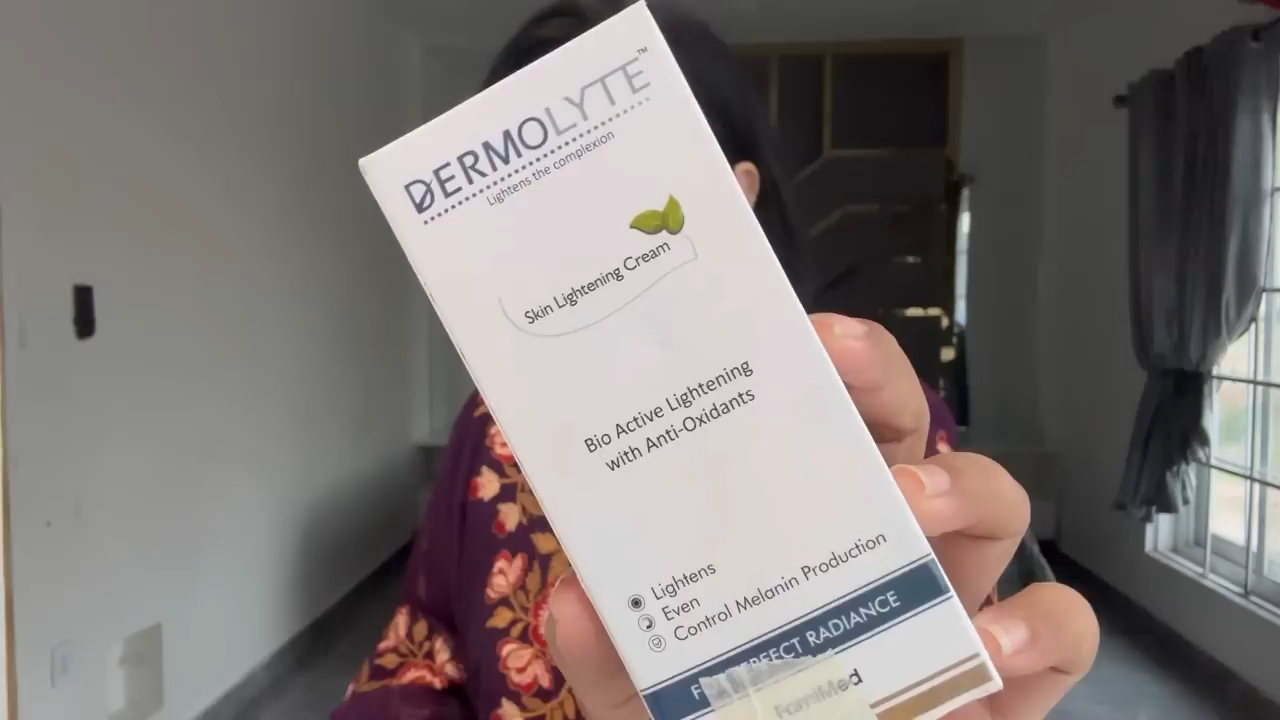 DERMOLYTE™
Lightens the complexion
Skin Lightening Cream
Bio Active Lightening
with Anti-Oxidants
Lightens
Even
Control Melanin Production
PERFECT RADIANCE